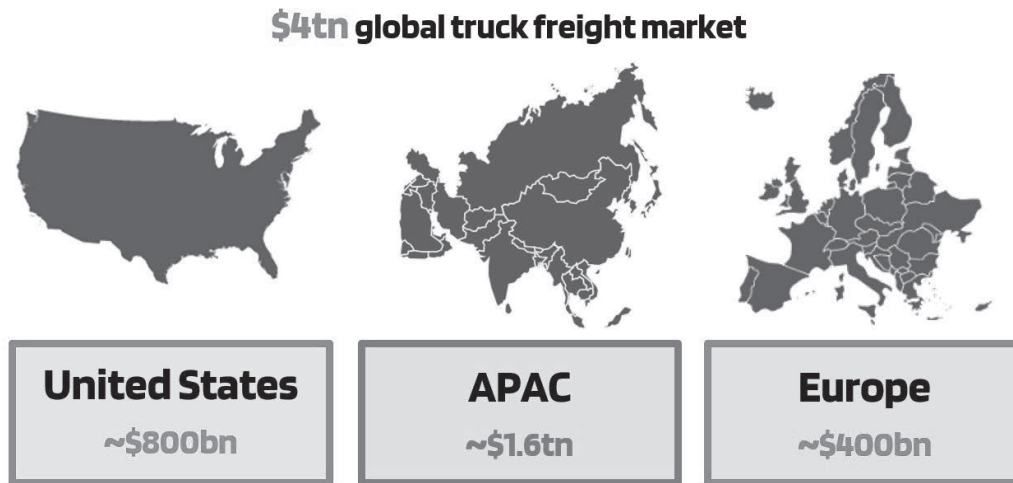 $4tn global truck freight market
United States
~$800bn
APAC
~$1.6tn
Europe
~$400bn